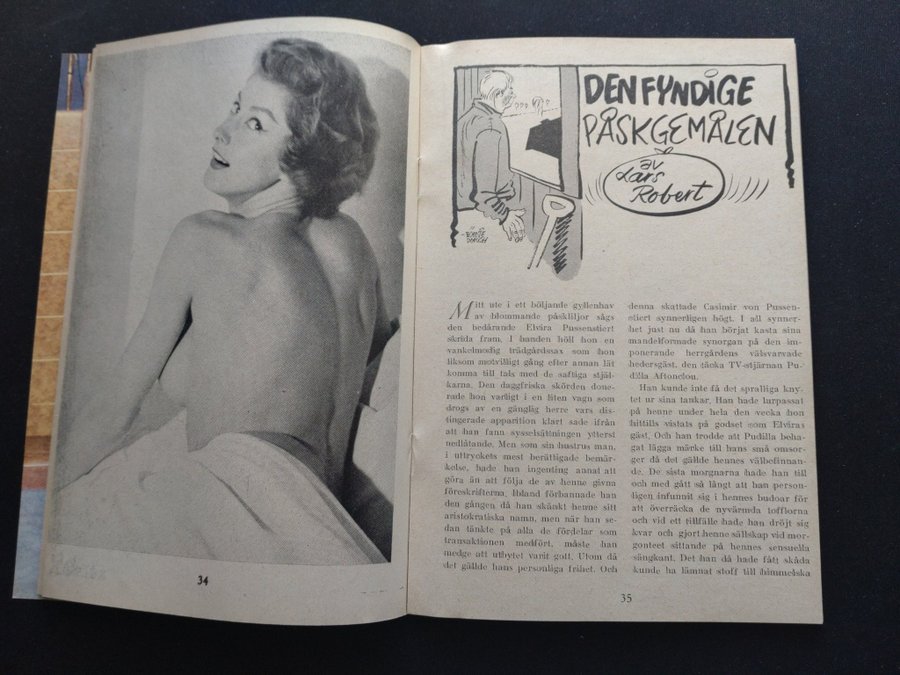 34
DEN FYNDIGE
PÅSKGEMÅLEN
av
Lars
Robert
Mitt ute i ett böljande gyllenhav
av blommande påskliljor sågs
den bedårande Elvira Pussenstiert
skrida fram. I handen höll hon en
vankelmodig trädgårdssax som hon
liksom motvilligt gång efter annan lät
komma till tals med de saftiga stjäl-
karna. Den daggfriska skörden done-
rade hon varligt i en liten vagn som
drogs av en gänglig herre vars dis-
tingerade apparition klart sade ifrån
att han fann sysselsättningen ytterst
nedlåtande. Men som sin hustrus man,
i uttryckets mest berättigade bemär-
kelse, hade han ingenting annat att
göra än att följa de av henne givna
föreskrifterna. Ibland förbannade han
den gången då han skänkt henne sitt
aristokratiska namn, men när han se-
dan tänkte på alla de fördelar som
transaktionen medfört, måste han
medge att utbytet varit gott. Utom då
det gällde hans personliga frihet. Och
denna skattade Casimir von Pussen-
stiert synnerligen högt. I all synner-
het just nu då han börjat kasta sina
mandelformade synorgan på den im-
ponerande herrgårdens välsvarvade
hedersgäst, den täcka TV-stjärnan Pu-
dilla Aftonclou.
Han kunde inte få det spralliga kny-
tet ur sina tankar. Han hade lurpassat
på henne under hela den vecka hon
hittills vistats på godset som Elviras
gäst. Och han trodde att Pudilla beha-
gat lägga märke till hans små omsor-
ger då det gällde hennes välbefinnan-
de. De sista morgnarna hade han till
och med gått så långt att han person-
ligen infunnit sig i hennes budoar för
att överräcka de nyvärmda tofflorna
och vid ett tillfälle hade han dröjt sig
kvar och gjort henne sällskap vid mor-
gonteet sittande på hennes sensuella
sängkant. Det han då hade fått skåda
kunde ha lämnat stoff till himmelska
35